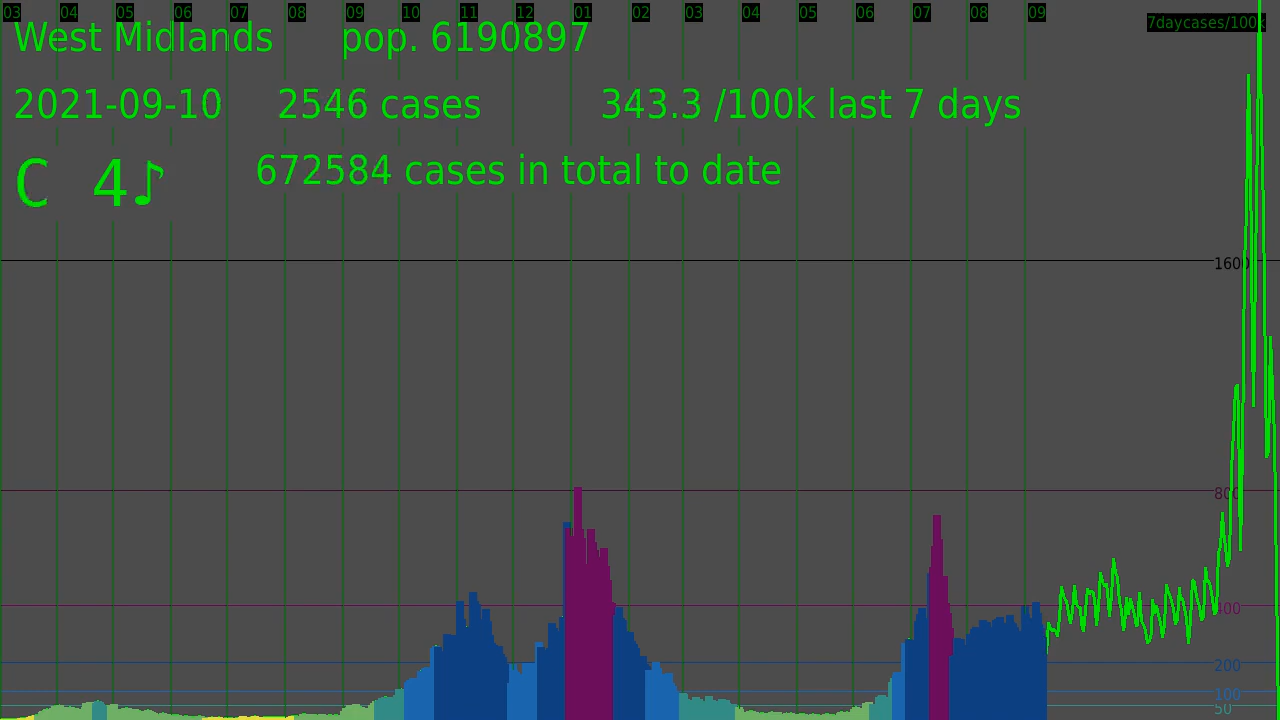 03 04 05 06 07 08 09 10 11 12 01 02 03 04 05 06 07 08 09
7daycases/100k
West Midlands pop. 6190897
2021-09-10 2546 cases 343.3 /100k last 7 days
C 4♪ 672584 cases in total to date
1600
800
400
200
100
50